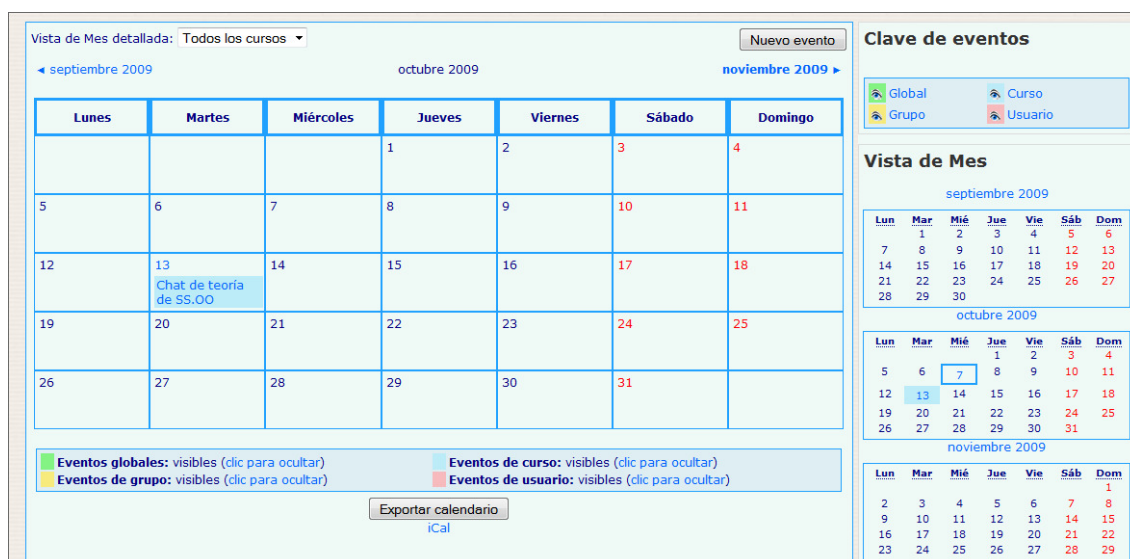 Vista de Mes detallada: Todos los cursos
Nuevo evento
◄ septiembre 2009 octubre 2009 noviembre 2009 ►
Lunes Martes Miércoles Jueves Viernes Sábado Domingo
1 2 3 4
5 6 7 8 9 10 11
12 13 14 15 16 17 18
Chat de teoría
de SS.OO
19 20 21 22 23 24 25
26 27 28 29 30 31
Eventos globales: visibles (clic para ocultar) Eventos de curso: visibles (clic para ocultar)
Eventos de grupo: visibles (clic para ocultar) Eventos de usuario: visibles (clic para ocultar)
Exportar calendario
iCal
Clave de eventos
Global Curso
Grupo Usuario
Vista de Mes
septiembre 2009
Lun Mar Mié Jue Vie Sáb Dom
1 2 3 4 5 6
7 8 9 10 11 12 13
14 15 16 17 18 19 20
21 22 23 24 25 26 27
28 29 30
octubre 2009
Lun Mar Mié Jue Vie Sáb Dom
1 2 3 4
5 6 7 8 9 10 11
12 13 14 15 16 17 18
19 20 21 22 23 24 25
26 27 28 29 30 31
noviembre 2009
Lun Mar Mié Jue Vie Sáb Dom
1
2 3 4 5 6 7 8
9 10 11 12 13 14 15
16 17 18 19 20 21 22
23 24 25 26 27 28 29